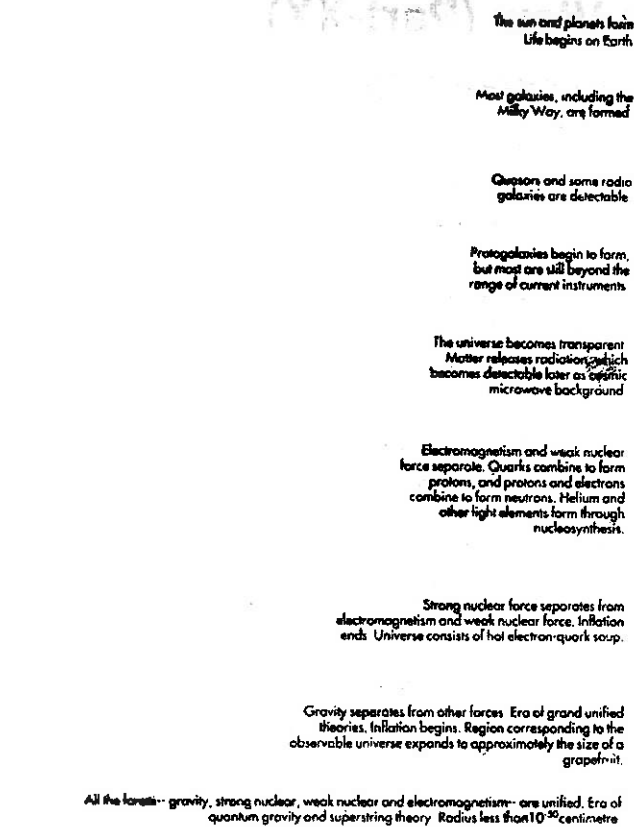 The sun and planets form
Life begins on Earth
Most galaxies, including the
Milky Way, are formed
Quasars and some radio
galaxies are detectable
Protogalaxies begin to form,
but most are still beyond the
range of current instruments
The universe becomes transparent
Matter releases radiation, which
becomes detectable later as cosmic
microwave background
Electromagnetism and weak nuclear
force separate. Quarks combine to form
protons, and protons and electrons
combine to form neutrons. Helium and
other light elements form through
nucleosynthesis.
Strong nuclear force separates from
electromagnetism and weak nuclear force. Inflation
ends Universe consists of hot electron-quark soup.
Gravity separates from other forces Era of grand unified
theories. Inflation begins. Region corresponding to the
observable universe expands to approximately the size of a
grapefruit.
All the forces-- gravity, strong nuclear, weak nuclear and electromagnetism-- are unified. Era of
quantum gravity and superstring theory Radius less than 10⁻⁵⁰ centimetre